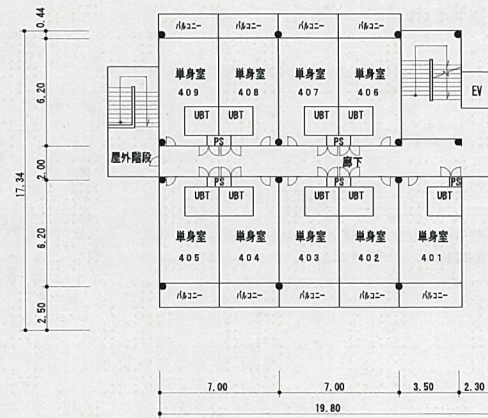 バルコニー バルコニー バルコニー バルコニー
0.44
単身室 単身室 単身室 単身室
409 408 407 406
EV
6.20
UBT UBT UBT UBT
PS PS
屋外階段 廊下
2.00
17.34
PS PS PS
UBT UBT UBT UBT UBT
単身室 単身室 単身室 単身室 単身室
6.20
405 404 403 402 401
バルコニー バルコニー バルコニー バルコニー バルコニー
2.50
7.00 7.00 3.50 2.30
19.80